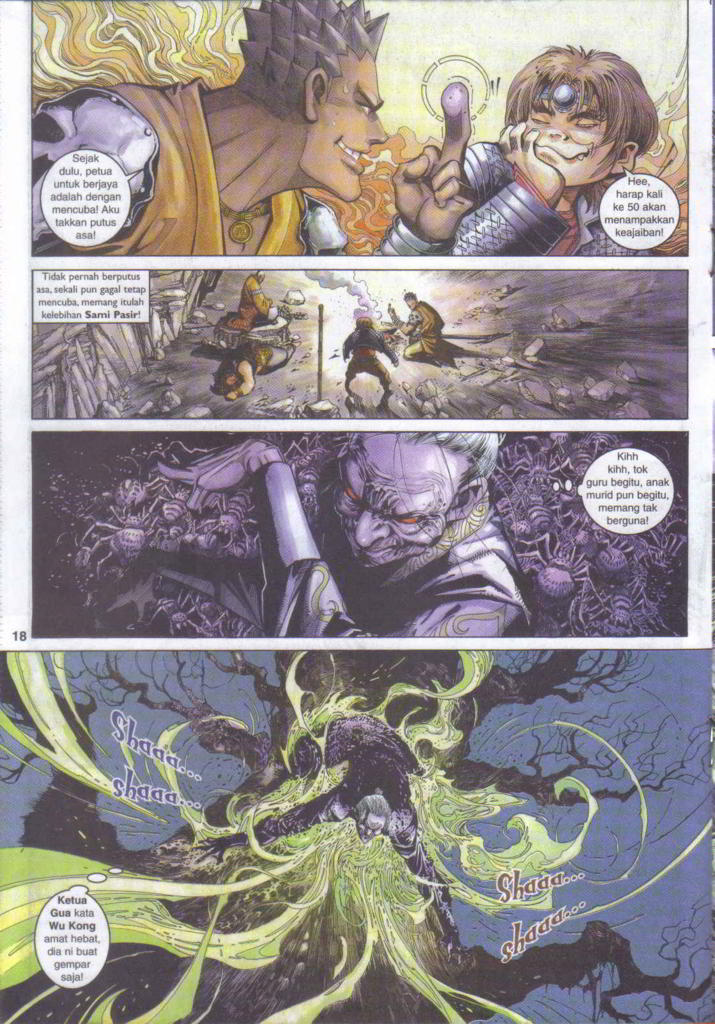 Sejak
dulu, petua
untuk berjaya
adalah dengan
mencuba! Aku
takkan putus
asa!
Hee,
harap kali
ke 50 akan
menampakkan
keajaiban!
Tidak pernah berputus
asa, sekali pun gagal tetap
mencuba, memang itulah
kelebihan Sami Pasir!
Kihh
kihh, tok
guru begitu, anak
murid pun begitu,
memang tak
berguna!
18
Shaaa...
shaaa...
Shaaa...
shaaa...
Ketua
Gua kata
Wu Kong
amat hebat,
dia ni buat
gempar
saja!